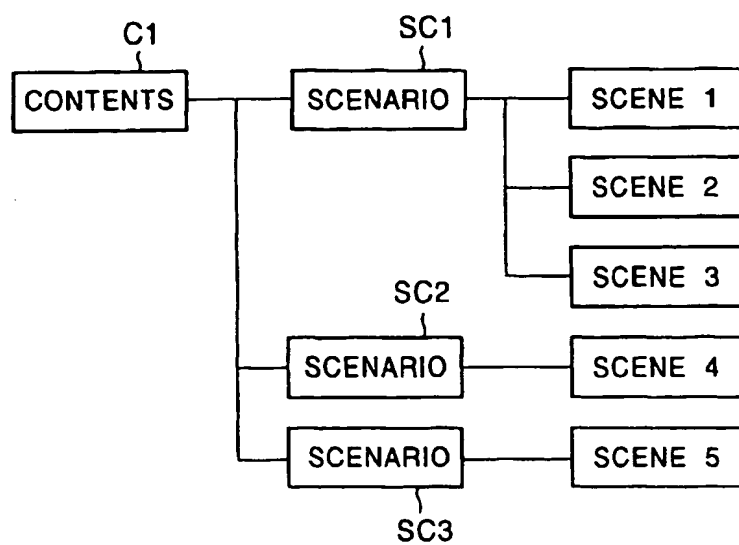 C1
SC1
CONTENTS
SCENARIO
SCENE 1
SCENE 2
SCENE 3
SC2
SCENARIO
SCENE 4
SCENARIO
SCENE 5
SC3